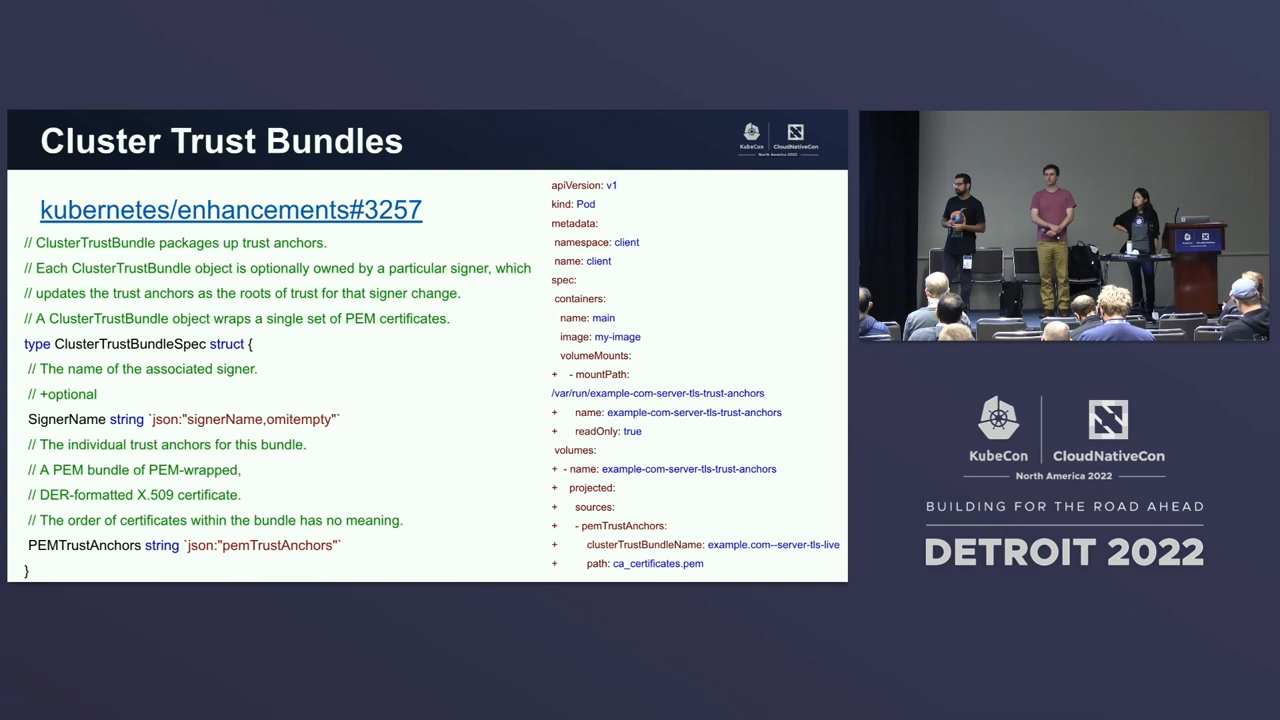 Cluster Trust Bundles
KubeCon
CloudNativeCon
North America 2022
kubernetes/enhancements#3257
// ClusterTrustBundle packages up trust anchors.
// Each ClusterTrustBundle object is optionally owned by a particular signer, which
// updates the trust anchors as the roots of trust for that signer change.
// A ClusterTrustBundle object wraps a single set of PEM certificates.
type ClusterTrustBundleSpec struct {
// The name of the associated signer.
// +optional
SignerName string `json:"signerName,omitempty"`
// The individual trust anchors for this bundle.
// A PEM bundle of PEM-wrapped,
// DER-formatted X.509 certificate.
// The order of certificates within the bundle has no meaning.
PEMTrustAnchors string `json:"pemTrustAnchors"`
}
apiVersion: v1
kind: Pod
metadata:
namespace: client
name: client
spec:
containers:
name: main
image: my-image
volumeMounts:
+ - mountPath:
/var/run/example-com-server-tls-trust-anchors
+ name: example-com-server-tls-trust-anchors
+ readOnly: true
volumes:
+ - name: example-com-server-tls-trust-anchors
+ projected:
+ sources:
+ - pemTrustAnchors:
+ clusterTrustBundleName: example.com--server-tls-live
+ path: ca_certificates.pem
KubeCon
CloudNativeCon
North America 2022
BUILDING FOR THE ROAD AHEAD
DETROIT 2022